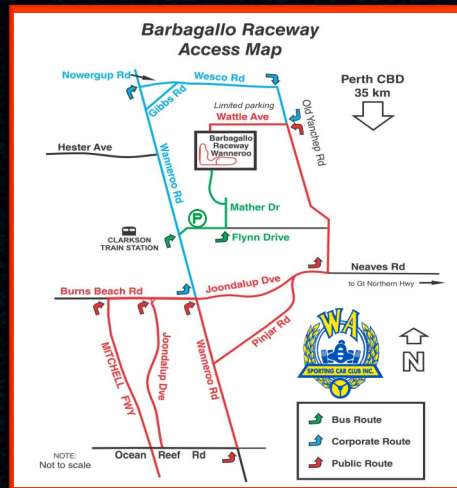 Barbagallo Raceway
Access Map
Nowergup Rd
Wesco Rd
Gibbs Rd
Perth CBD
35 km
Limited parking
Wattle Ave
Old Yanchep Rd
Hester Ave
Barbagallo
Raceway
Wanneroo
Wanneroo Rd
Mather Dr
P
CLARKSON
TRAIN STATION
Flynn Drive
Neaves Rd
to Gt Northern Hwy
Burns Beach Rd
Joondalup Dve
Pinjar Rd
MITCHELL FWY
Joondalup Dve
Wanneroo Rd
WA
SPORTING CAR CLUB INC.
N
Bus Route
Corporate Route
Public Route
NOTE:
Not to scale
Ocean Reef Rd